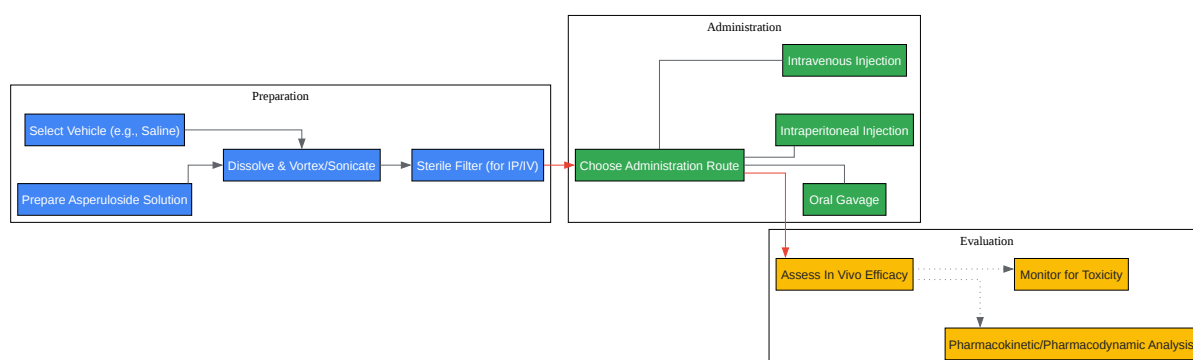 Preparation
Select Vehicle (e.g., Saline)
Prepare Asperuloside Solution
Dissolve & Vortex/Sonicate
Sterile Filter (for IP/IV)
Administration
Choose Administration Route
Intravenous Injection
Intraperitoneal Injection
Oral Gavage
Evaluation
Assess In Vivo Efficacy
Monitor for Toxicity
Pharmacokinetic/Pharmacodynamic Analysis